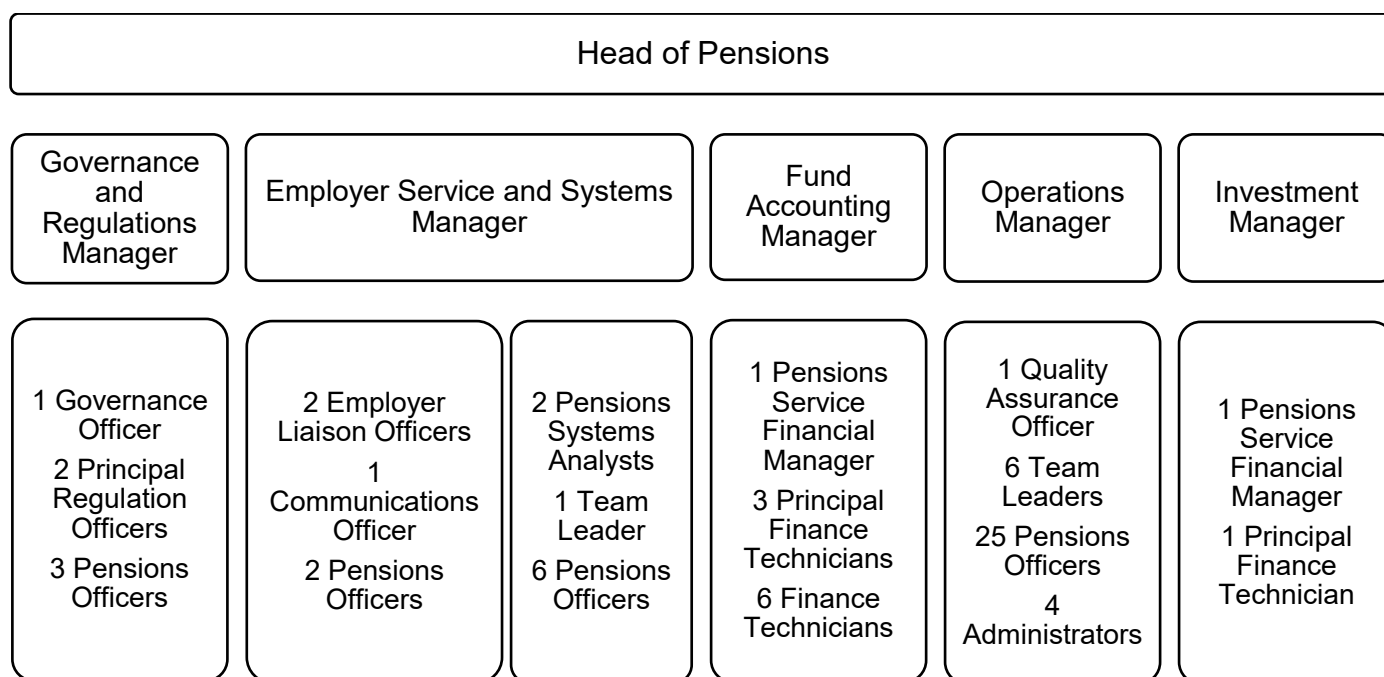 Head of Pensions
Governance
and
Regulations
Manager
Employer Service and Systems
Manager
Fund
Accounting
Manager
Operations
Manager
Investment
Manager
1 Governance
Officer
2 Principal
Regulation
Officers
3 Pensions
Officers
2 Employer
Liaison Officers
1
Communications
Officer
2 Pensions
Officers
2 Pensions
Systems
Analysts
1 Team
Leader
6 Pensions
Officers
1 Pensions
Service
Financial
Manager
3 Principal
Finance
Technicians
6 Finance
Technicians
1 Quality
Assurance
Officer
6 Team
Leaders
25 Pensions
Officers
4
Administrators
1 Pensions
Service
Financial
Manager
1 Principal
Finance
Technician